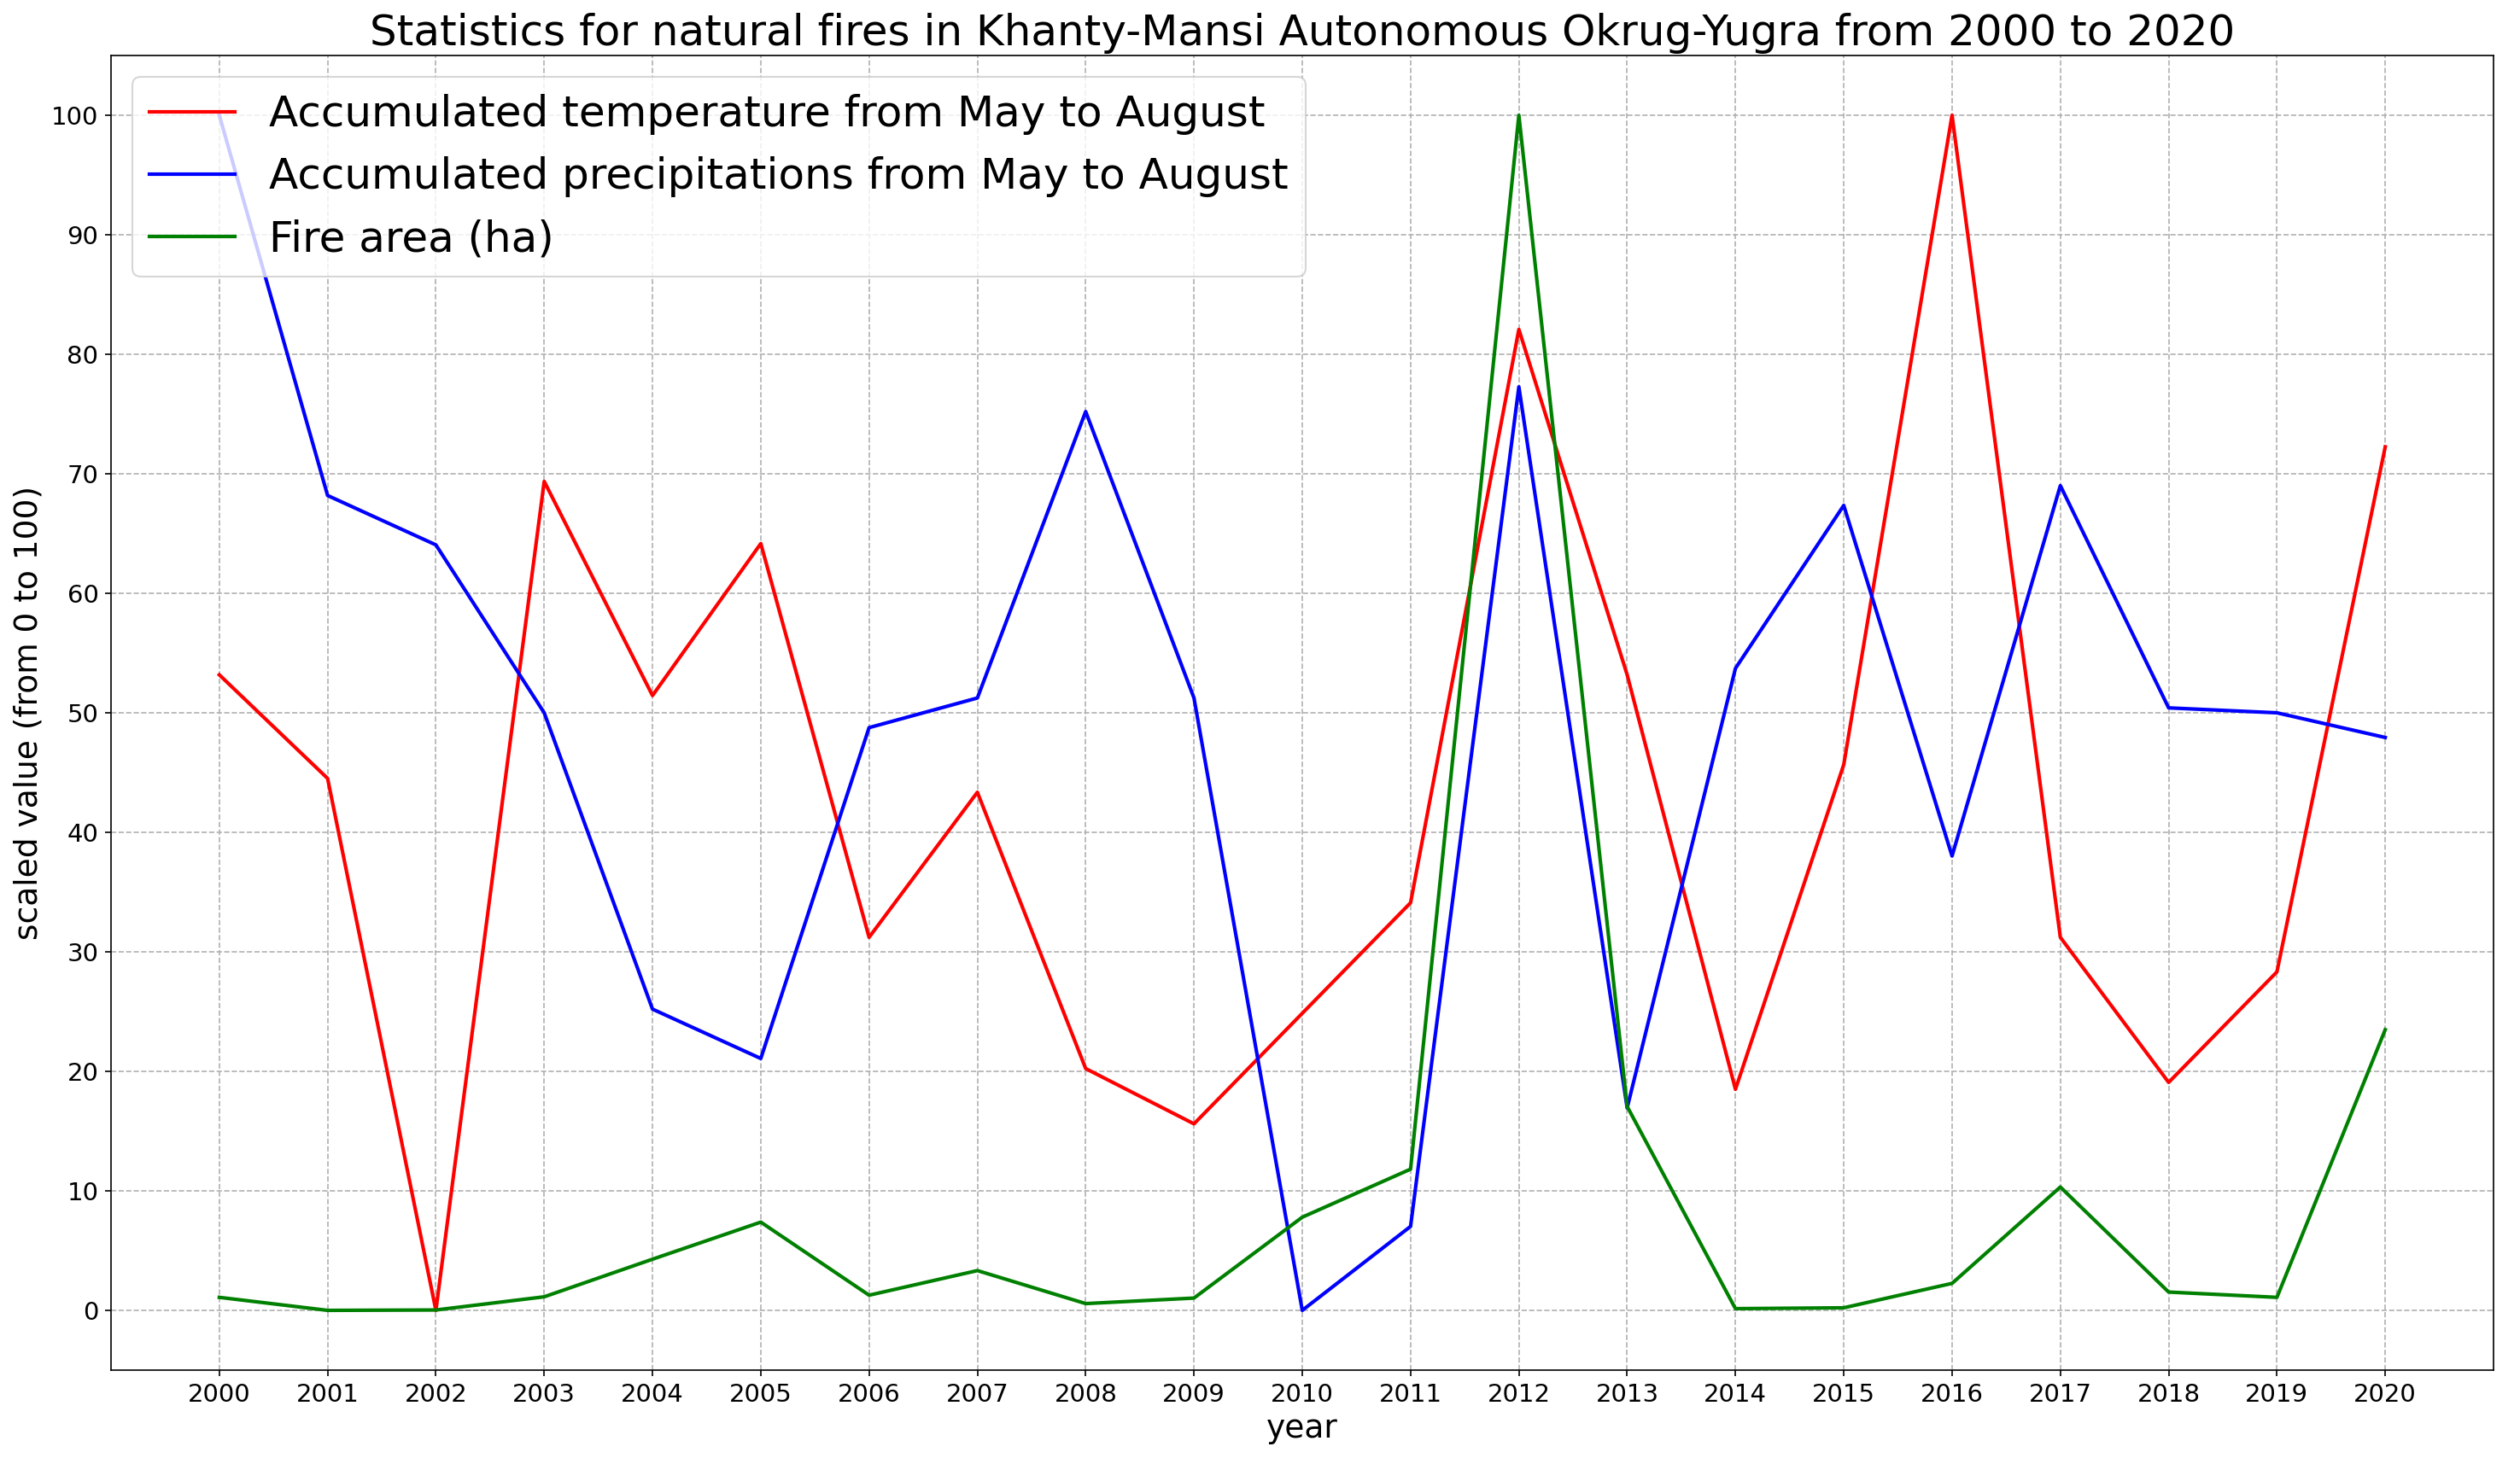 Statistics for natural fires in Khanty-Mansi Autonomous Okrug-Yugra from 2000 to 2020
Accumulated temperature from May to August
Accumulated precipitations from May to August
Fire area (ha)
scaled value (from 0 to 100)
100
90
80
70
60
50
40
30
20
10
0
2000 2001 2002 2003 2004 2005 2006 2007 2008 2009 2010 2011 2012 2013 2014 2015 2016 2017 2018 2019 2020
year